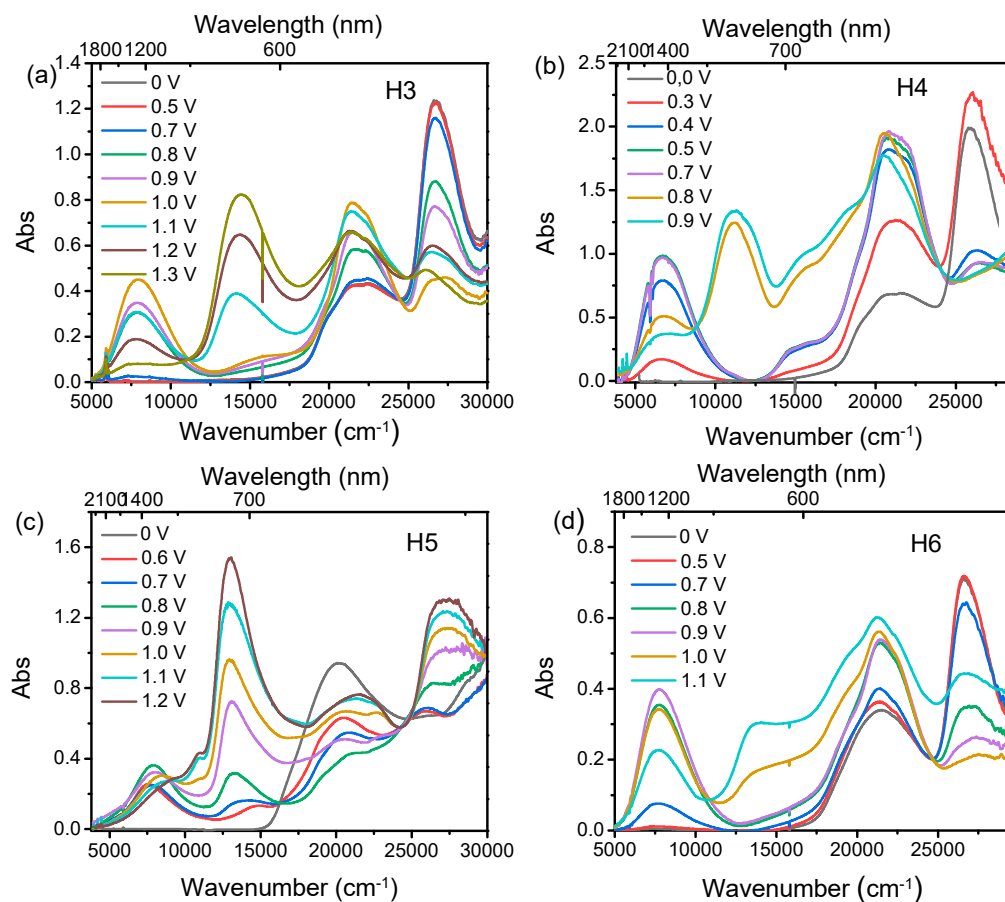 Wavelength (nm)
1800 1200 600
(a)
H3
0 V
0.5 V
0.7 V
0.8 V
0.9 V
1.0 V
1.1 V
1.2 V
1.3 V
Abs
1.4
1.2
1.0
0.8
0.6
0.4
0.2
0.0
5000 10000 15000 20000 25000 30000
Wavenumber (cm-1)
Wavelength (nm)
2100 1400 700
(b)
H4
0,0 V
0.3 V
0.4 V
0.5 V
0.7 V
0.8 V
0.9 V
Abs
2.5
2.0
1.5
1.0
0.5
0.0
5000 10000 15000 20000 25000
Wavenumber (cm-1)
Wavelength (nm)
2100 1400 700
(c)
H5
0 V
0.6 V
0.7 V
0.8 V
0.9 V
1.0 V
1.1 V
1.2 V
Abs
1.6
1.2
0.8
0.4
0.0
5000 10000 15000 20000 25000 30000
Wavenumber (cm-1)
Wavelength (nm)
1800 1200 600
(d)
H6
0 V
0.5 V
0.7 V
0.8 V
0.9 V
1.0 V
1.1 V
Abs
0.8
0.6
0.4
0.2
0.0
5000 10000 15000 20000 25000
Wavenumber (cm-1)